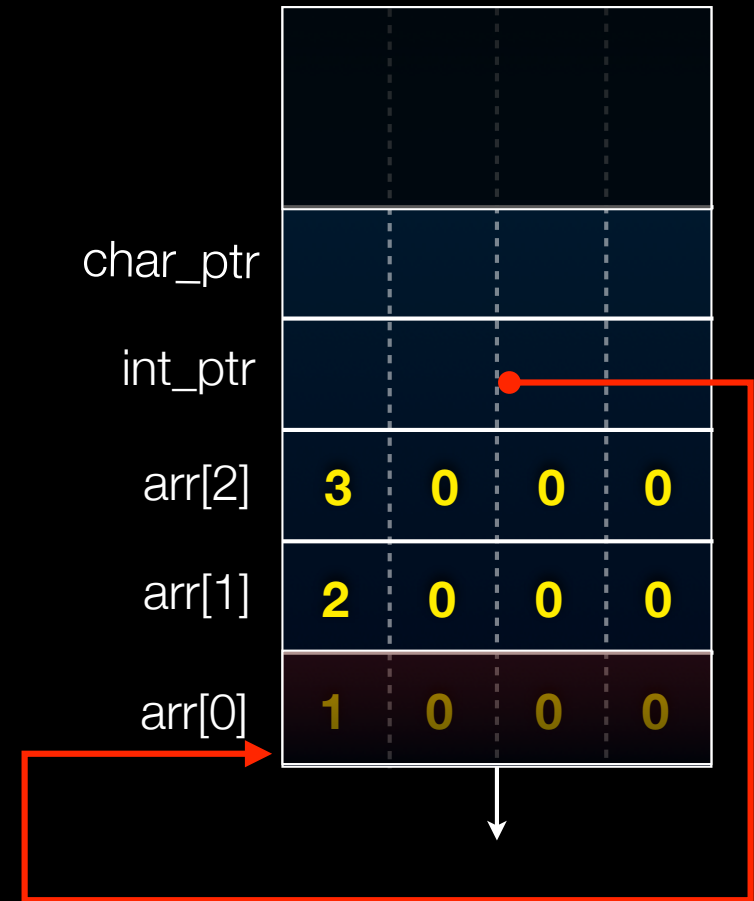 char_ptr
int_ptr
arr[2] 3 0 0 0
arr[1] 2 0 0 0
arr[0] 1 0 0 0